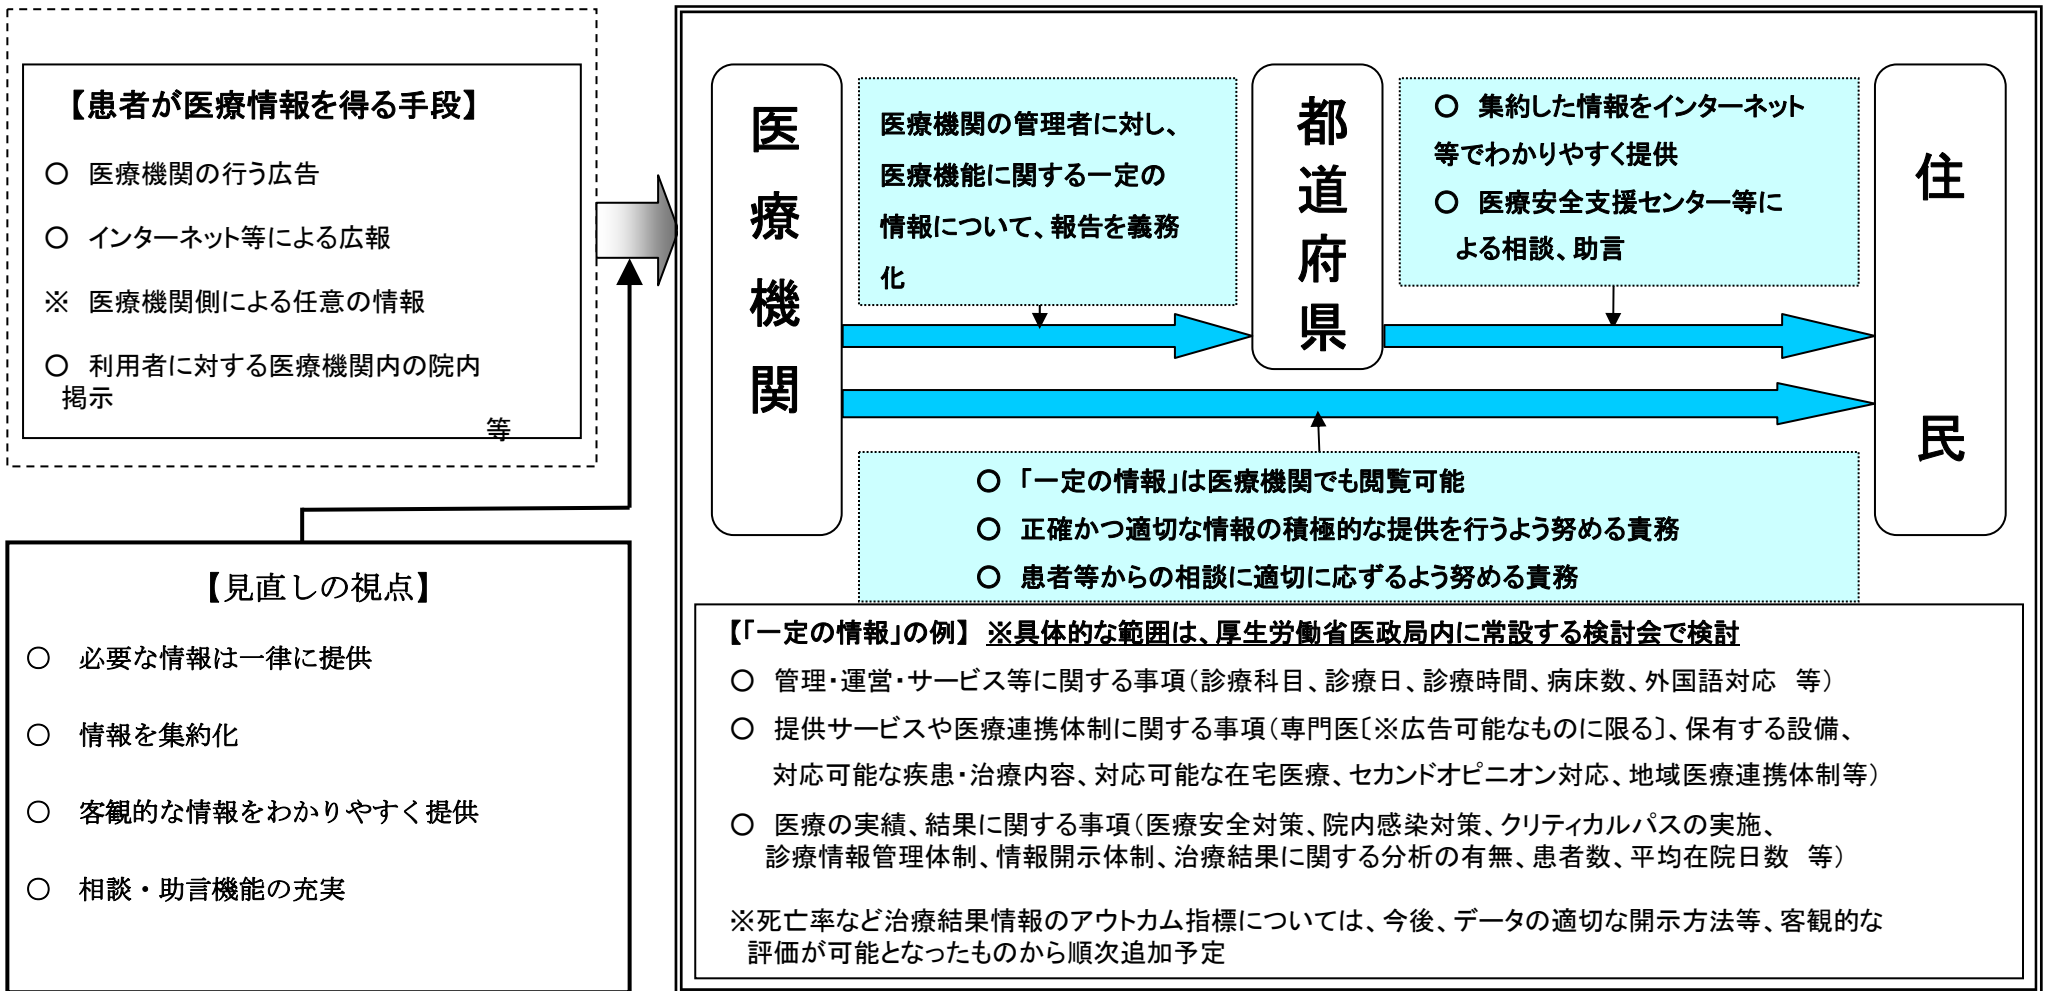 【患者が医療情報を得る手段】
○ 医療機関の行う広告
○ インターネット等による広報
※ 医療機関側による任意の情報
○ 利用者に対する医療機関内の院内
掲示
等
【見直しの視点】
○ 必要な情報は一律に提供
○ 情報を集約化
○ 客観的な情報をわかりやすく提供
○ 相談・助言機能の充実
医療機関
医療機関の管理者に対し、
医療機能に関する一定の
情報について、報告を義務
化
都道府県
○ 集約した情報をインターネット
等でわかりやすく提供
○ 医療安全支援センター等に
よる相談、助言
住民
○ 「一定の情報」は医療機関でも閲覧可能
○ 正確かつ適切な情報の積極的な提供を行うよう努める責務
○ 患者等からの相談に適切に応ずるよう努める責務
【「一定の情報」の例】 ※具体的な範囲は、厚生労働省医政局内に常設する検討会で検討
○ 管理・運営・サービス等に関する事項（診療科目、診療日、診療時間、病床数、外国語対応 等）
○ 提供サービスや医療連携体制に関する事項（専門医〔※広告可能なものに限る〕、保有する設備、
対応可能な疾患・治療内容、対応可能な在宅医療、セカンドオピニオン対応、地域医療連携体制等）
○ 医療の実績、結果に関する事項（医療安全対策、院内感染対策、クリティカルパスの実施、
診療情報管理体制、情報開示体制、治療結果に関する分析の有無、患者数、平均在院日数 等）
※死亡率など治療結果情報のアウトカム指標については、今後、データの適切な開示方法等、客観的な
評価が可能となったものから順次追加予定